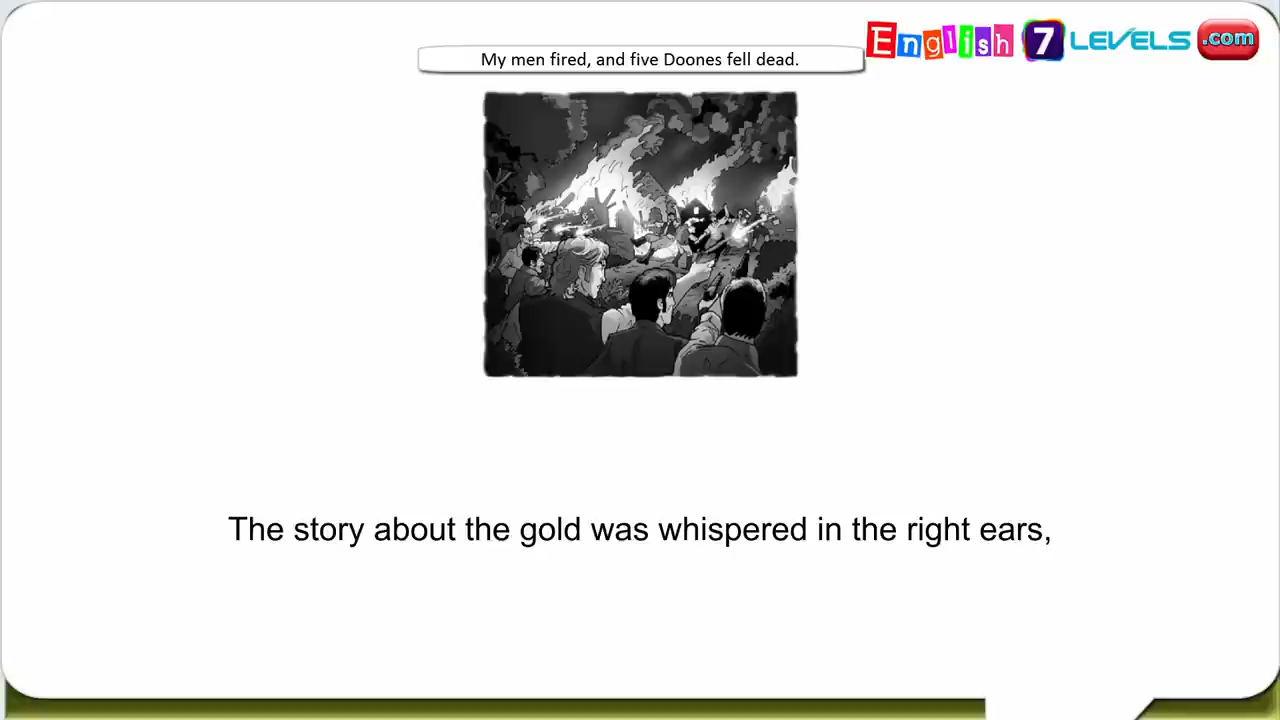 English 7 LEVELS .com
My men fired, and five Doones fell dead.
The story about the gold was whispered in the right ears,